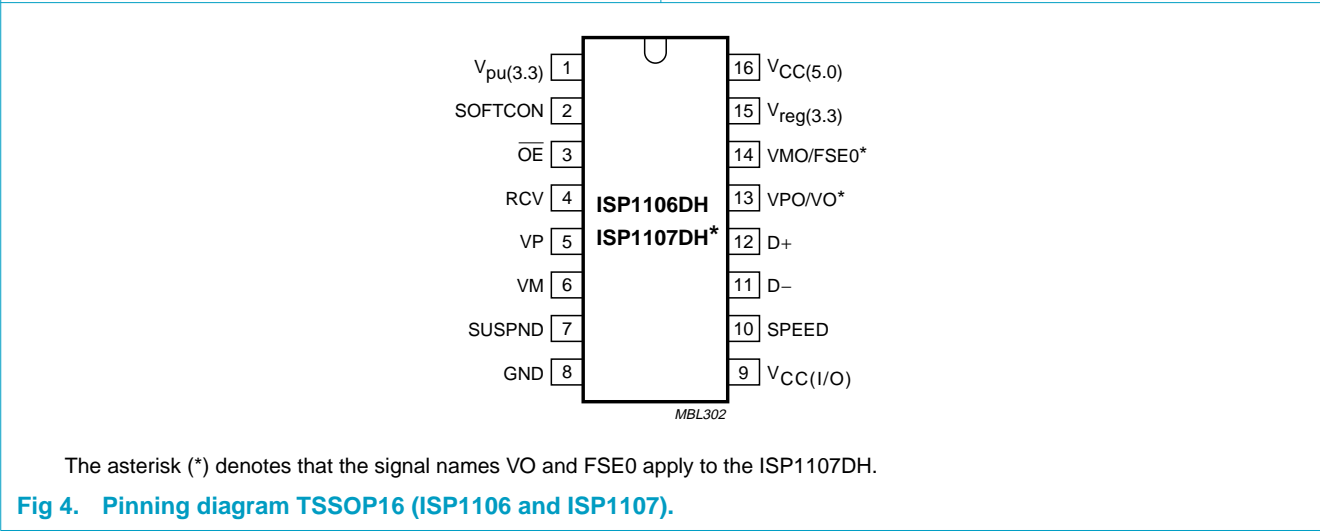 Vpu(3.3) 1
SOFTCON 2
OE 3
RCV 4
VP 5
VM 6
SUSPND 7
GND 8
ISP1106DH
ISP1107DH*
16 VCC(5.0)
15 Vreg(3.3)
14 VMO/FSE0*
13 VPO/VO*
12 D+
11 D−
10 SPEED
9 VCC(I/O)
MBL302
The asterisk (*) denotes that the signal names VO and FSE0 apply to the ISP1107DH.
Fig 4. Pinning diagram TSSOP16 (ISP1106 and ISP1107).